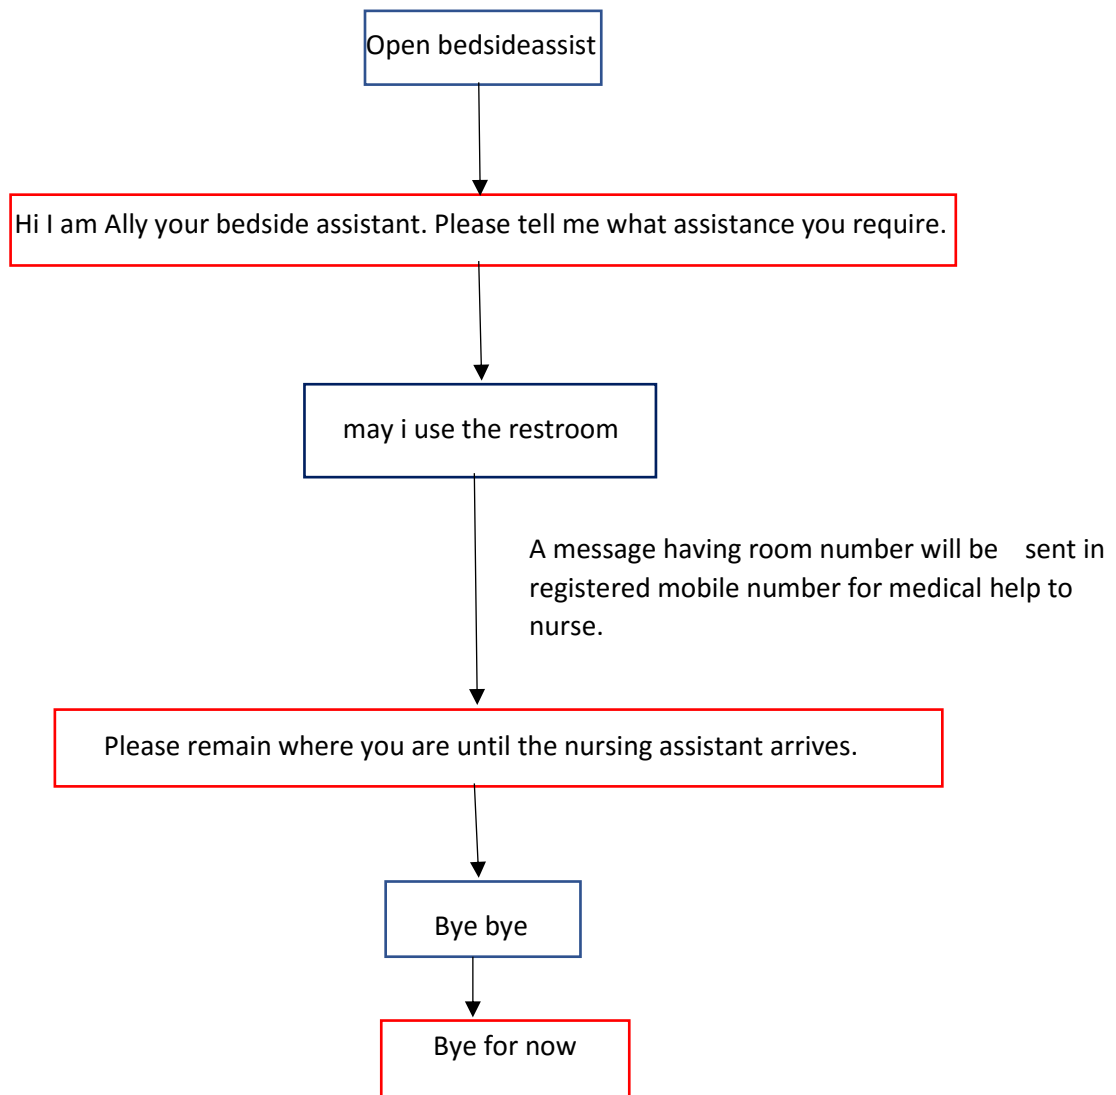 Open bedsideassist
Hi I am Ally your bedside assistant. Please tell me what assistance you require.
may i use the restroom
A message having room number will be   sent in
registered mobile number for medical help to
nurse.
Please remain where you are until the nursing assistant arrives.
Bye bye
Bye for now